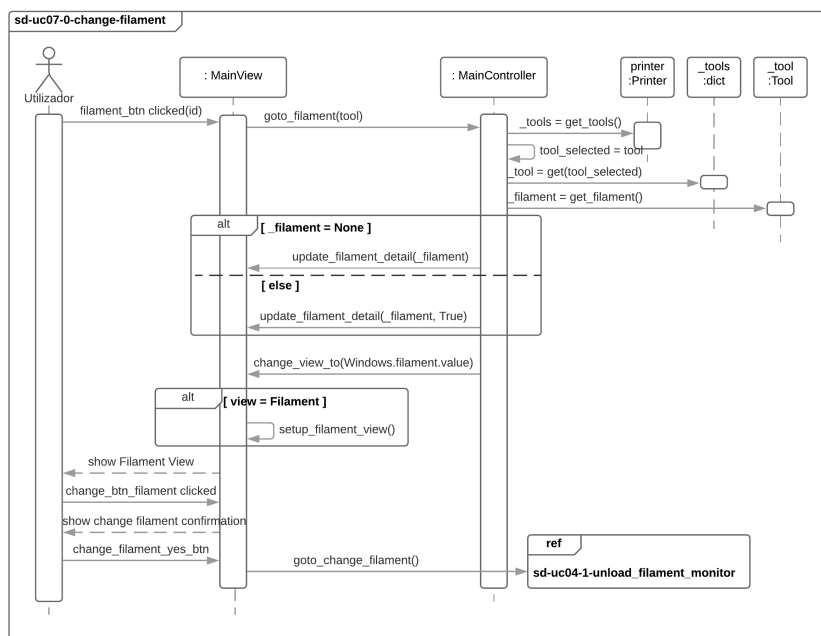 sd-uc07-0-change-filament
Utilizador
: MainView
: MainController
printer
:Printer
_tools
:dict
_tool
:Tool
filament_btn clicked(id)
goto_filament(tool)
_tools = get_tools()
tool_selected = tool
_tool = get(tool_selected)
_filament = get_filament()
alt
[ _filament = None ]
update_filament_detail(_filament)
[ else ]
update_filament_detail(_filament, True)
change_view_to(Windows.filament.value)
alt
[ view = Filament ]
setup_filament_view()
show Filament View
change_btn_filament clicked
show change filament confirmation
change_filament_yes_btn
goto_change_filament()
ref
sd-uc04-1-unload_filament_monitor